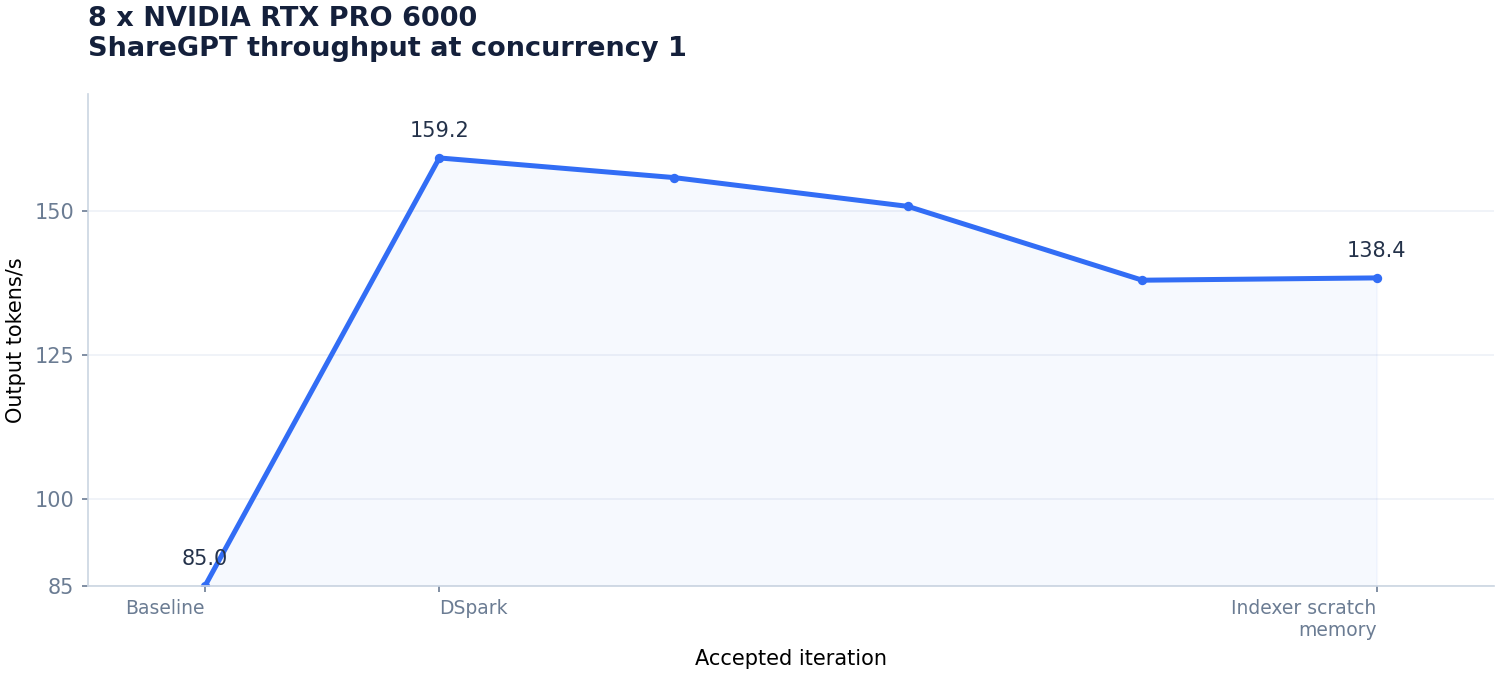 8 x NVIDIA RTX PRO 6000
ShareGPT throughput at concurrency 1
159.2
150
138.4
125
Output tokens/s
100
85.0
85
Baseline
DSpark
Indexer scratch
memory
Accepted iteration